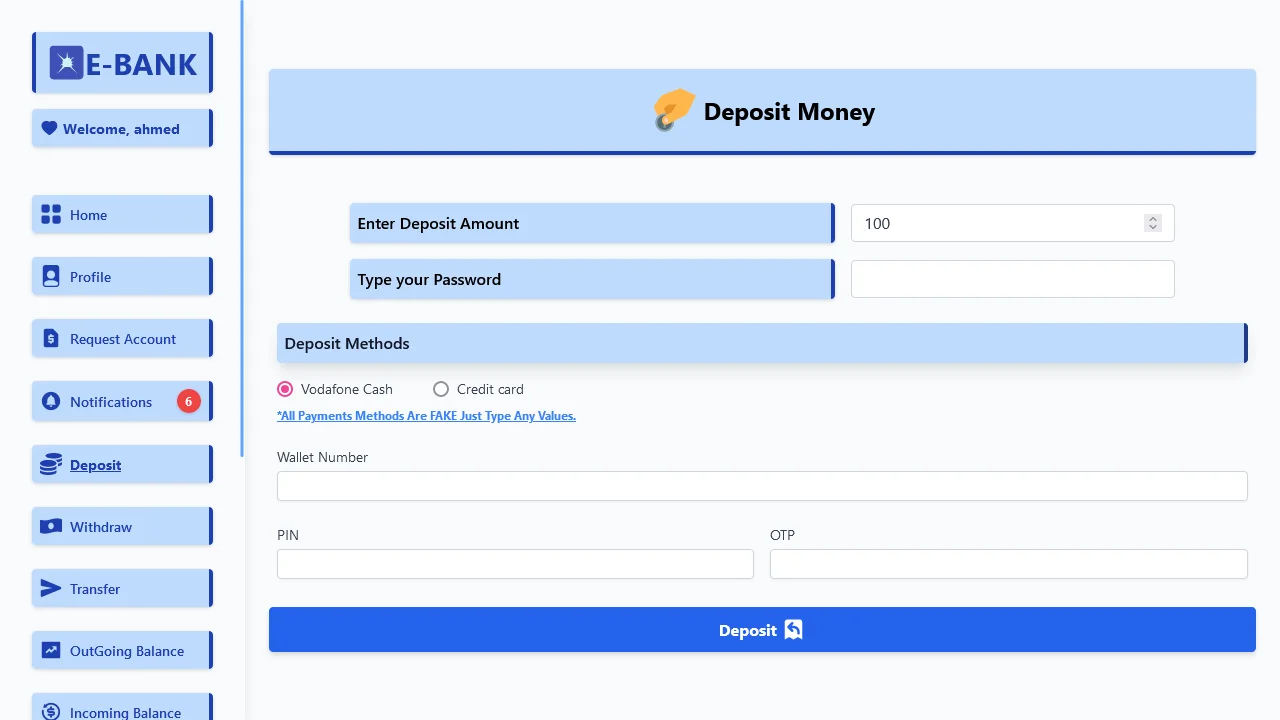 E-BANK
Welcome, ahmed
Home
Profile
Request Account
Notifications 6
Deposit
Withdraw
Transfer
OutGoing Balance
Incoming Balance
Deposit Money
Enter Deposit Amount 100
Type your Password
Deposit Methods
Vodafone Cash Credit card
*All Payments Methods Are FAKE Just Type Any Values.
Wallet Number
PIN OTP
Deposit